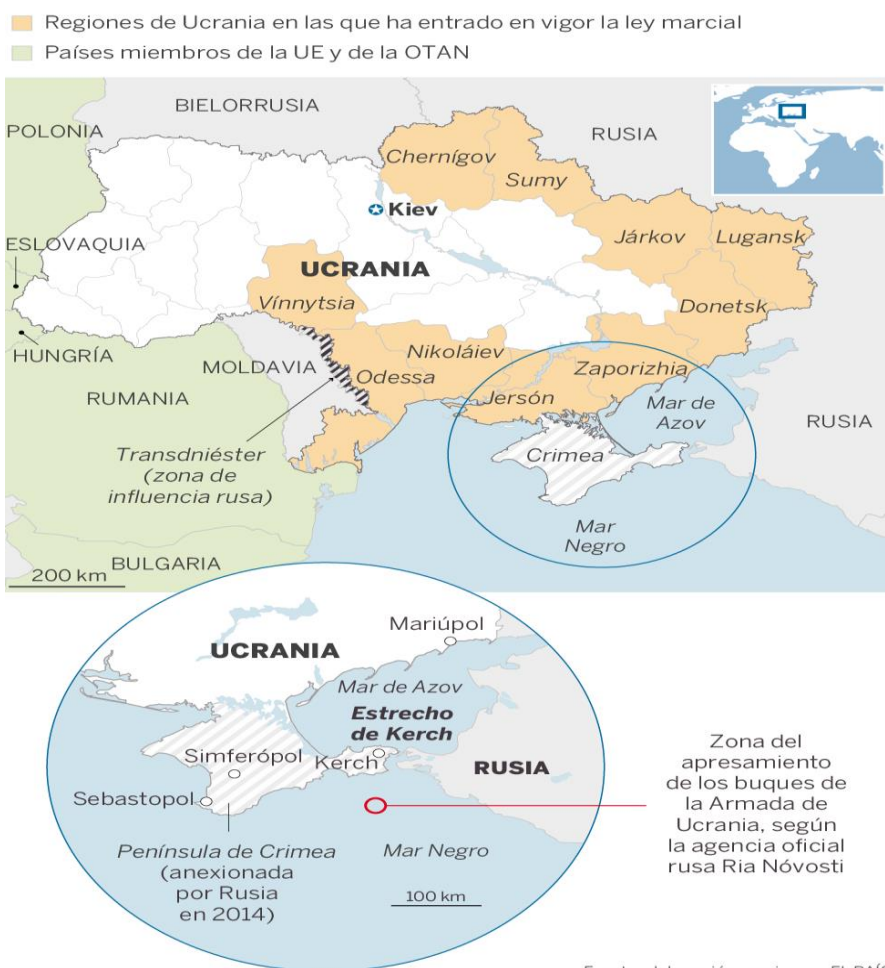 Regiones de Ucrania en las que ha entrado en vigor la ley marcial
Países miembros de la UE y de la OTAN
BIELORRUSIA
POLONIA
RUSIA
Chernígov
Sumy
Kiev
ESLOVAQUIA
Járkov
Lugansk
UCRANIA
Vínnytsia
Donetsk
HUNGRÍA
Nikoláiev
MOLDAVIA
Odessa
Zaporizhia
RUMANIA
Jersón
Mar de
Azov
RUSIA
Transdniéster
(zona de
influencia rusa)
Crimea
Mar
Negro
BULGARIA
200 km
Mariúpol
UCRANIA
Mar de Azov
Estrecho
de Kerch
Simferópol
Kerch
RUSIA
Sebastopol
Zona del
apresamiento
de los buques de
la Armada de
Ucrania, según
la agencia oficial
rusa Ria Nóvosti
Península de Crimea
(anexionada
por Rusia
en 2014)
Mar Negro
100 km